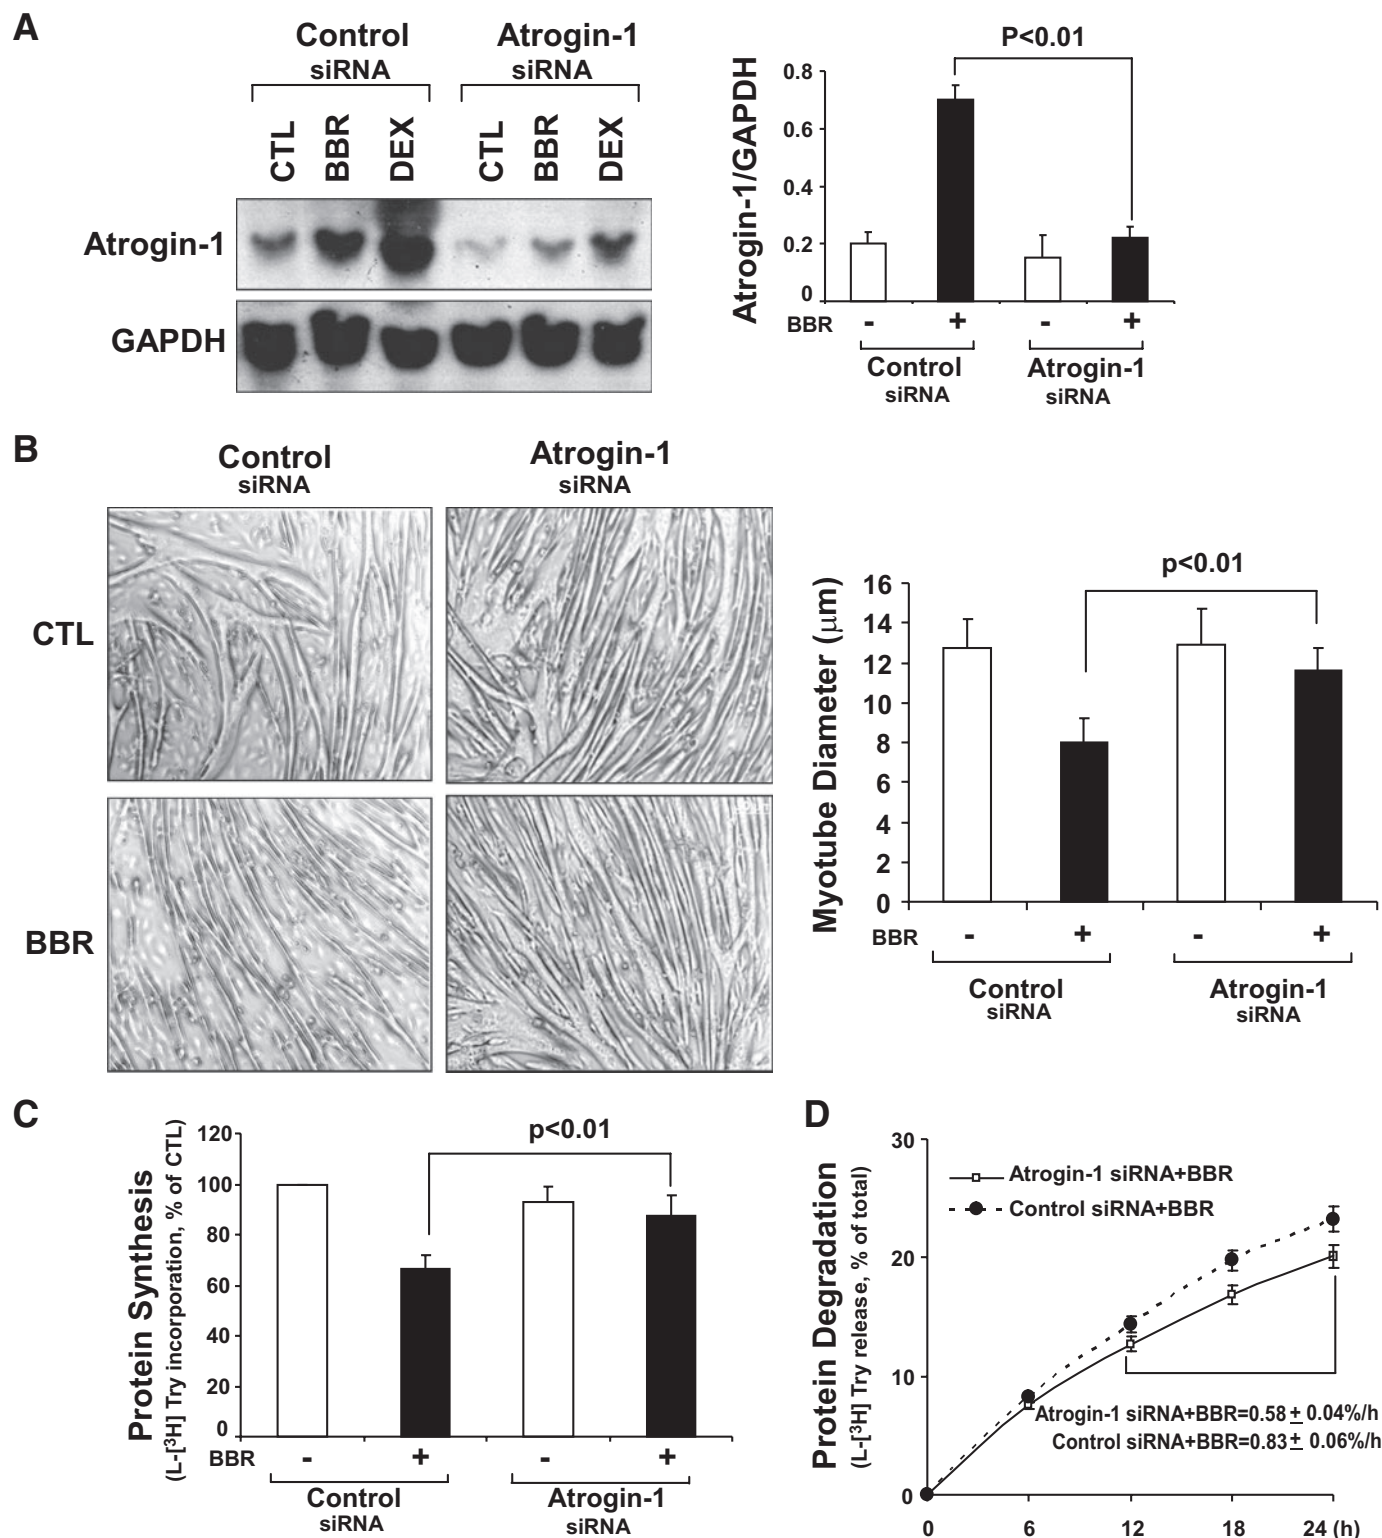 A
Control
siRNA
Atrogin-1
siRNA
CTL
BBR
DEX
CTL
BBR
DEX
Atrogin-1
GAPDH
P<0.01
Atrogin-1/GAPDH
0.8
0.6
0.4
0.2
0
BBR - + - +
Control
siRNA
Atrogin-1
siRNA
B
Control
siRNA
Atrogin-1
siRNA
CTL
BBR
p<0.01
Myotube Diameter (μm)
16
14
12
10
8
6
4
2
0
BBR - + - +
Control
siRNA
Atrogin-1
siRNA
C
p<0.01
Protein Synthesis
(L-[³H] Try incorporation, % of CTL)
120
100
80
60
40
20
0
BBR - + - +
Control
siRNA
Atrogin-1
siRNA
D
Protein Degradation
(L-[³H] Try release, % of total)
30
20
10
0
Atrogin-1 siRNA+BBR
Control siRNA+BBR
Atrogin-1 siRNA+BBR=0.58 ± 0.04%/h
Control siRNA+BBR=0.83 ± 0.06%/h
0 6 12 18 24 (h)